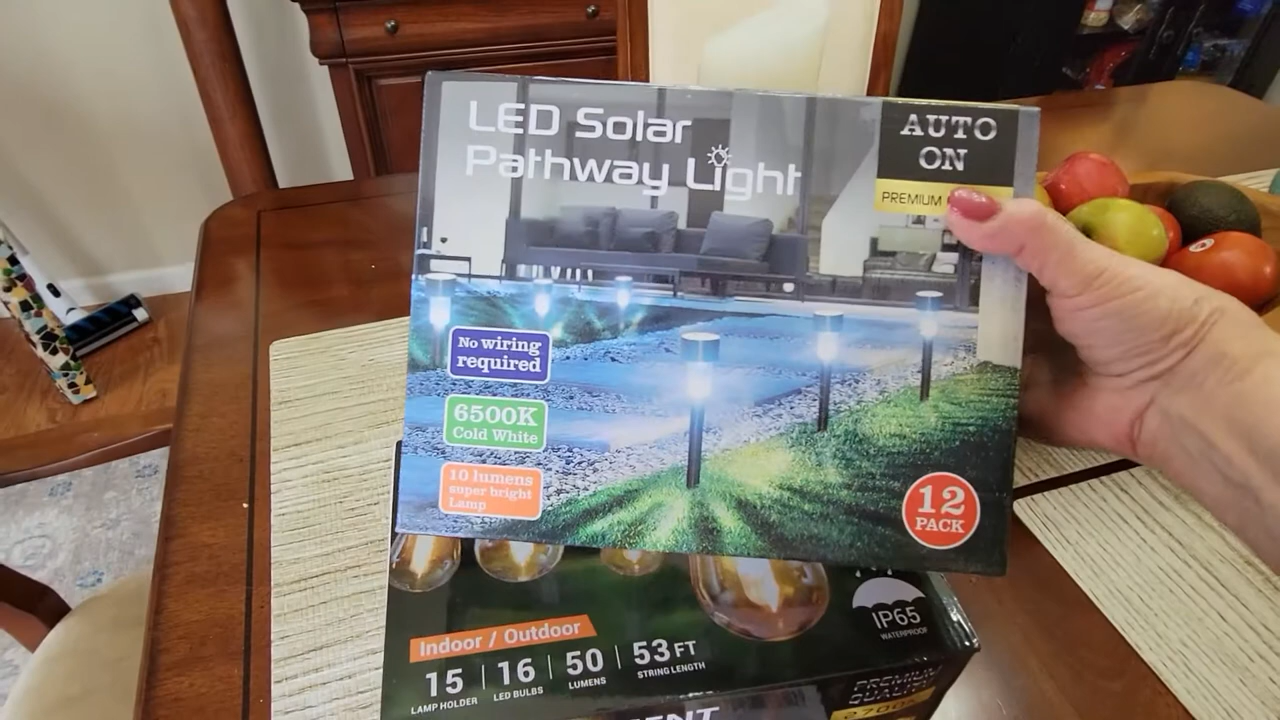 LED Solar
Pathway Light
AUTO
ON
PREMIUM
No wiring
required
6500K
Cold White
10 lumens
super bright
Lamp
12
PACK
Indoor / Outdoor
15
LAMP HOLDER
16
LED BULBS
50
LUMENS
53 FT
STRING LENGTH
IP65
WATERPROOF
PREMIUM
QUALITY
2700K